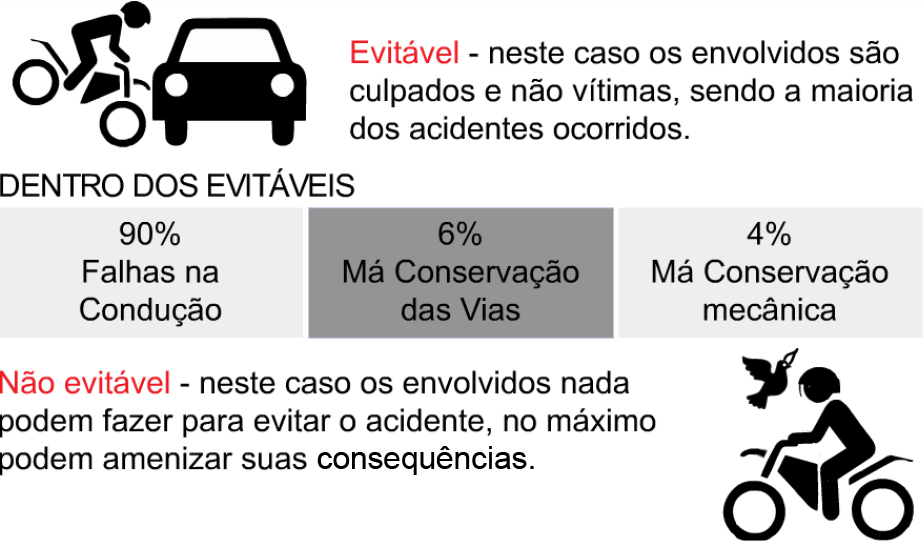 Evitável - neste caso os envolvidos são
culpados e não vítimas, sendo a maioria
dos acidentes ocorridos.
DENTRO DOS EVITÁVEIS
90%
Falhas na
Condução
6%
Má Conservação
das Vias
4%
Má Conservação
mecânica
Não evitável - neste caso os envolvidos nada
podem fazer para evitar o acidente, no máximo
podem amenizar suas consequências.